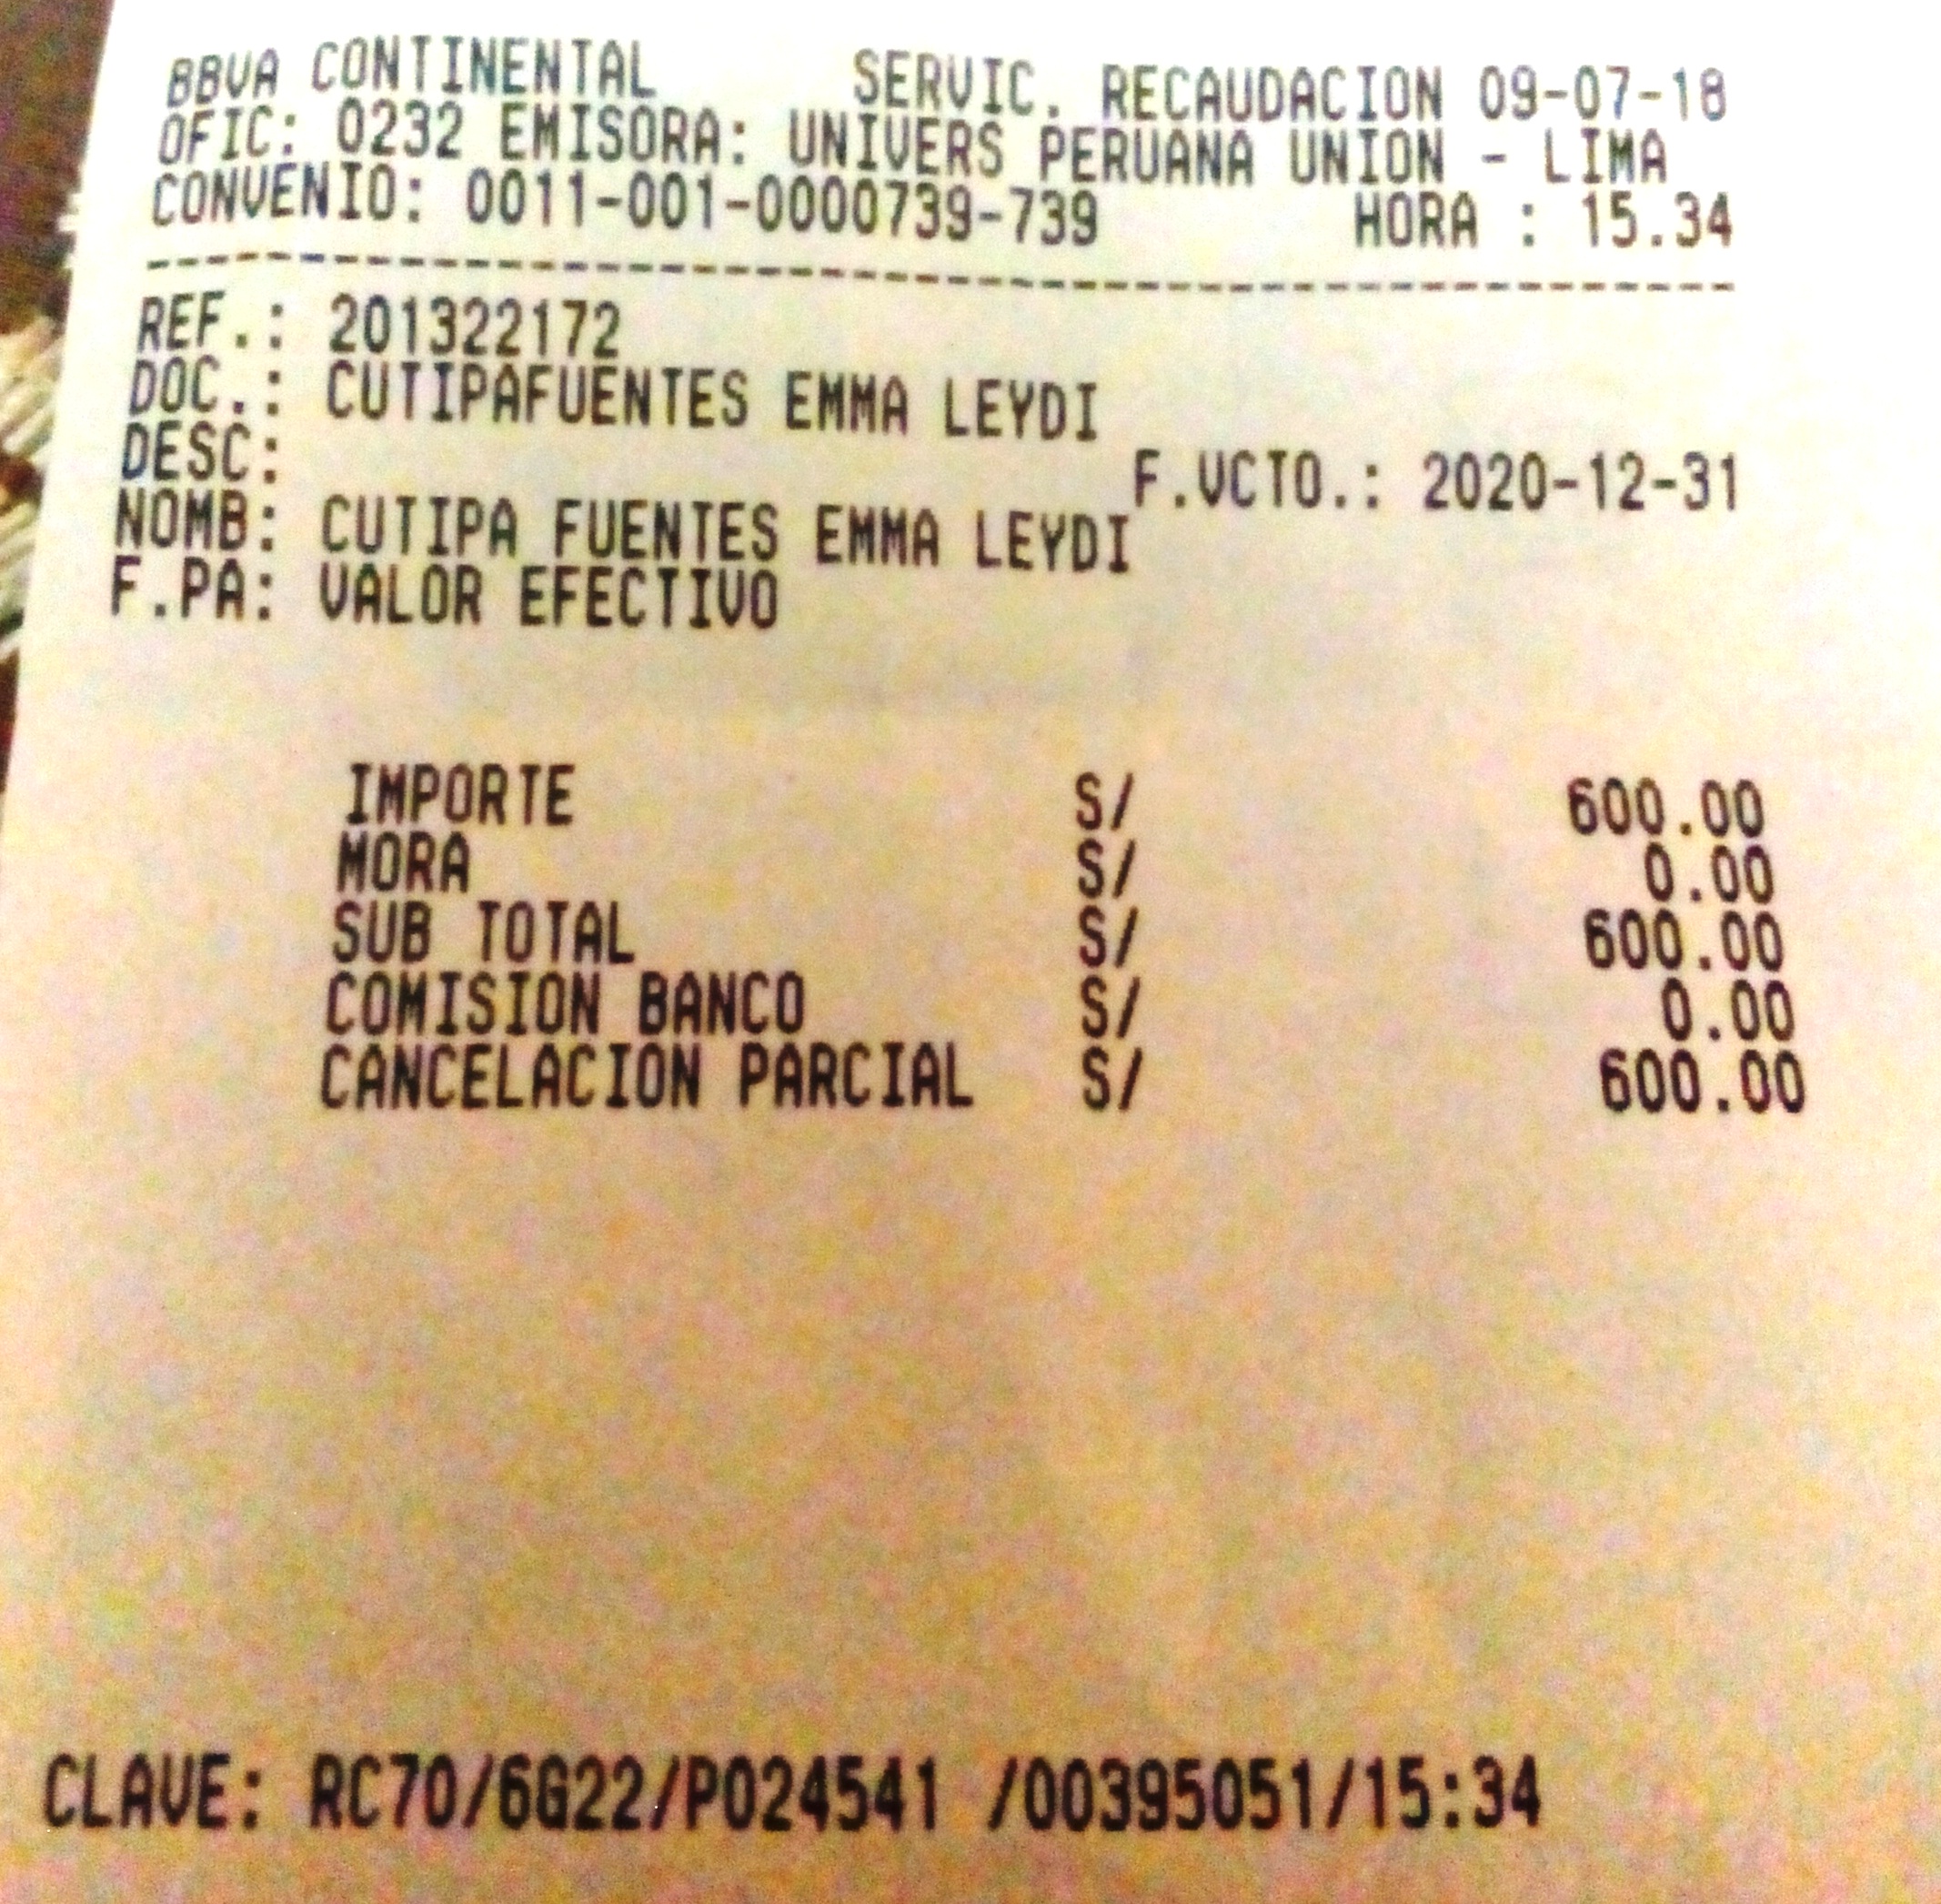 BBVA CONTINENTAL SERVIC. RECAUDACION 09-07-18
OFIC: 0232 EMISORA: UNIVERS PERUANA UNION - LIMA
CONVENIO: 0011-001-0000739-739 HORA : 15.34
--------------------------------------------------
REF.: 201322172
DOC.: CUTIPAFUENTES EMMA LEYDI
DESC: F.VCTO.: 2020-12-31
NOMB: CUTIPA FUENTES EMMA LEYDI
F.PA: VALOR EFECTIVO
IMPORTE S/ 600.00
MORA S/ 0.00
SUB TOTAL S/ 600.00
COMISION BANCO S/ 0.00
CANCELACION PARCIAL S/ 600.00
CLAVE: RC70/6G22/P024541 /00395051/15:34